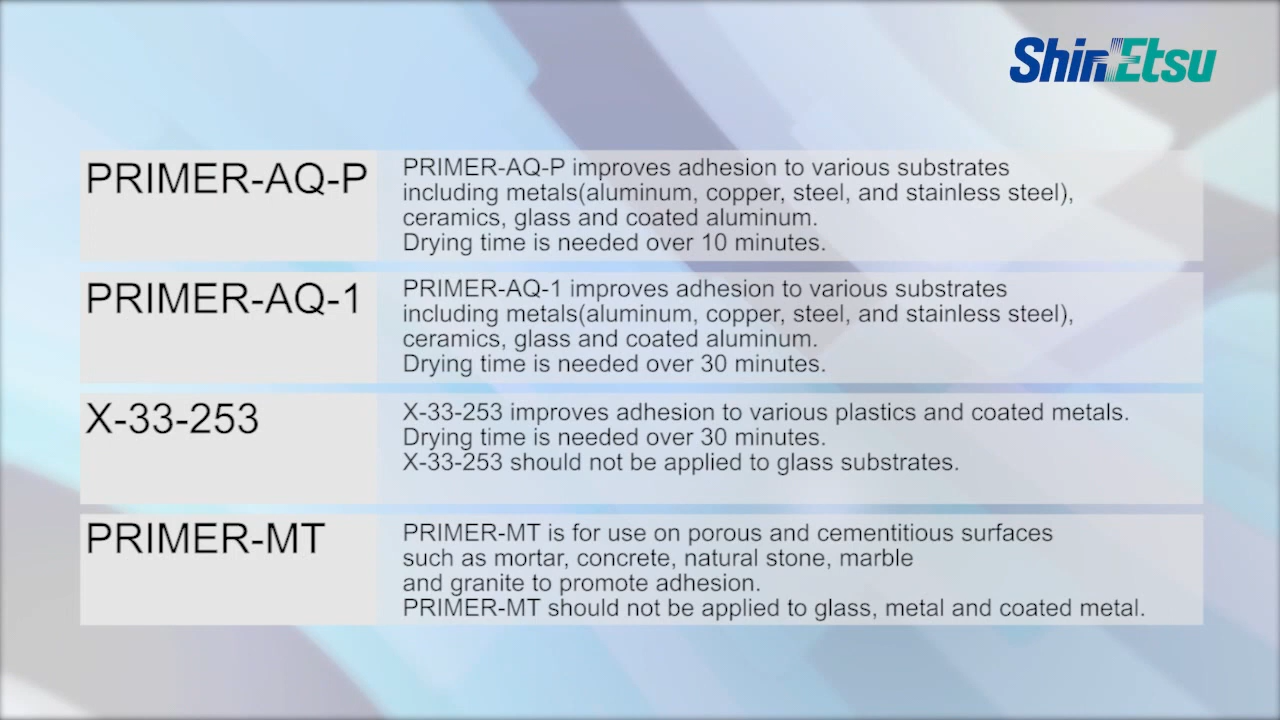 Shin-Etsu
PRIMER-AQ-P
PRIMER-AQ-P improves adhesion to various substrates
including metals(aluminum, copper, steel, and stainless steel),
ceramics, glass and coated aluminum.
Drying time is needed over 10 minutes.
PRIMER-AQ-1
PRIMER-AQ-1 improves adhesion to various substrates
including metals(aluminum, copper, steel, and stainless steel),
ceramics, glass and coated aluminum.
Drying time is needed over 30 minutes.
X-33-253
X-33-253 improves adhesion to various plastics and coated metals.
Drying time is needed over 30 minutes.
X-33-253 should not be applied to glass substrates.
PRIMER-MT
PRIMER-MT is for use on porous and cementitious surfaces
such as mortar, concrete, natural stone, marble
and granite to promote adhesion.
PRIMER-MT should not be applied to glass, metal and coated metal.